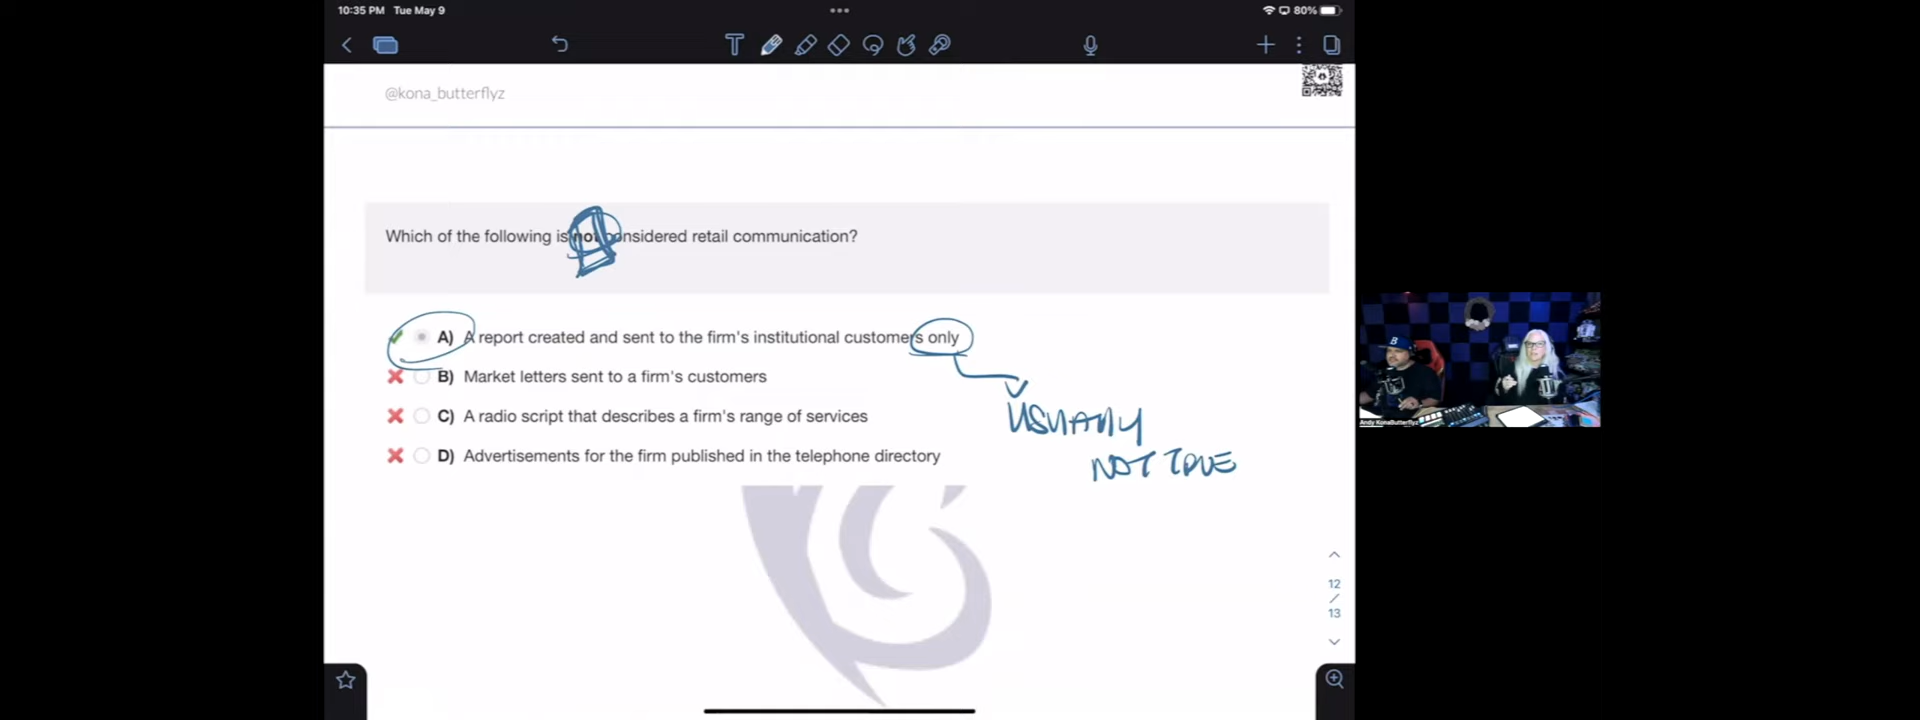 10:35 PM Tue May 9
80%
@kona_butterflyz
Which of the following is not considered retail communication?
A) A report created and sent to the firm's institutional customers only
B) Market letters sent to a firm's customers
C) A radio script that describes a firm's range of services
D) Advertisements for the firm published in the telephone directory
USUALLY
NOT TRUE
12
/
13
Andy KonaButterflyz